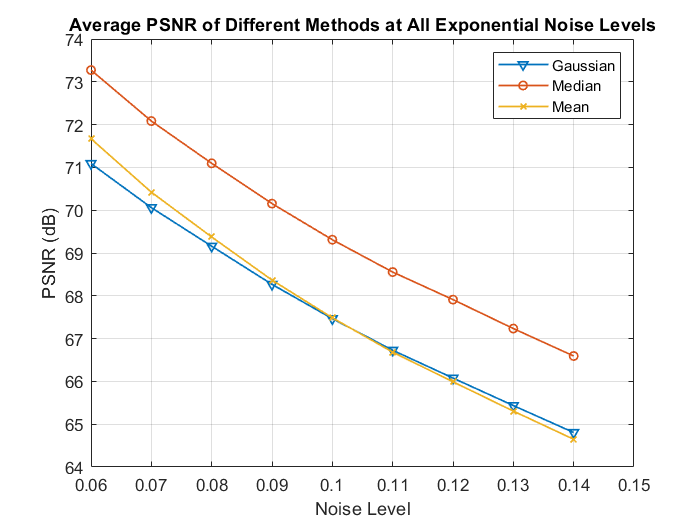 Average PSNR of Different Methods at All Exponential Noise Levels
74
73
72
71
70
69
68
67
66
65
64
PSNR (dB)
Gaussian
Median
Mean
0.06 0.07 0.08 0.09 0.1 0.11 0.12 0.13 0.14 0.15
Noise Level